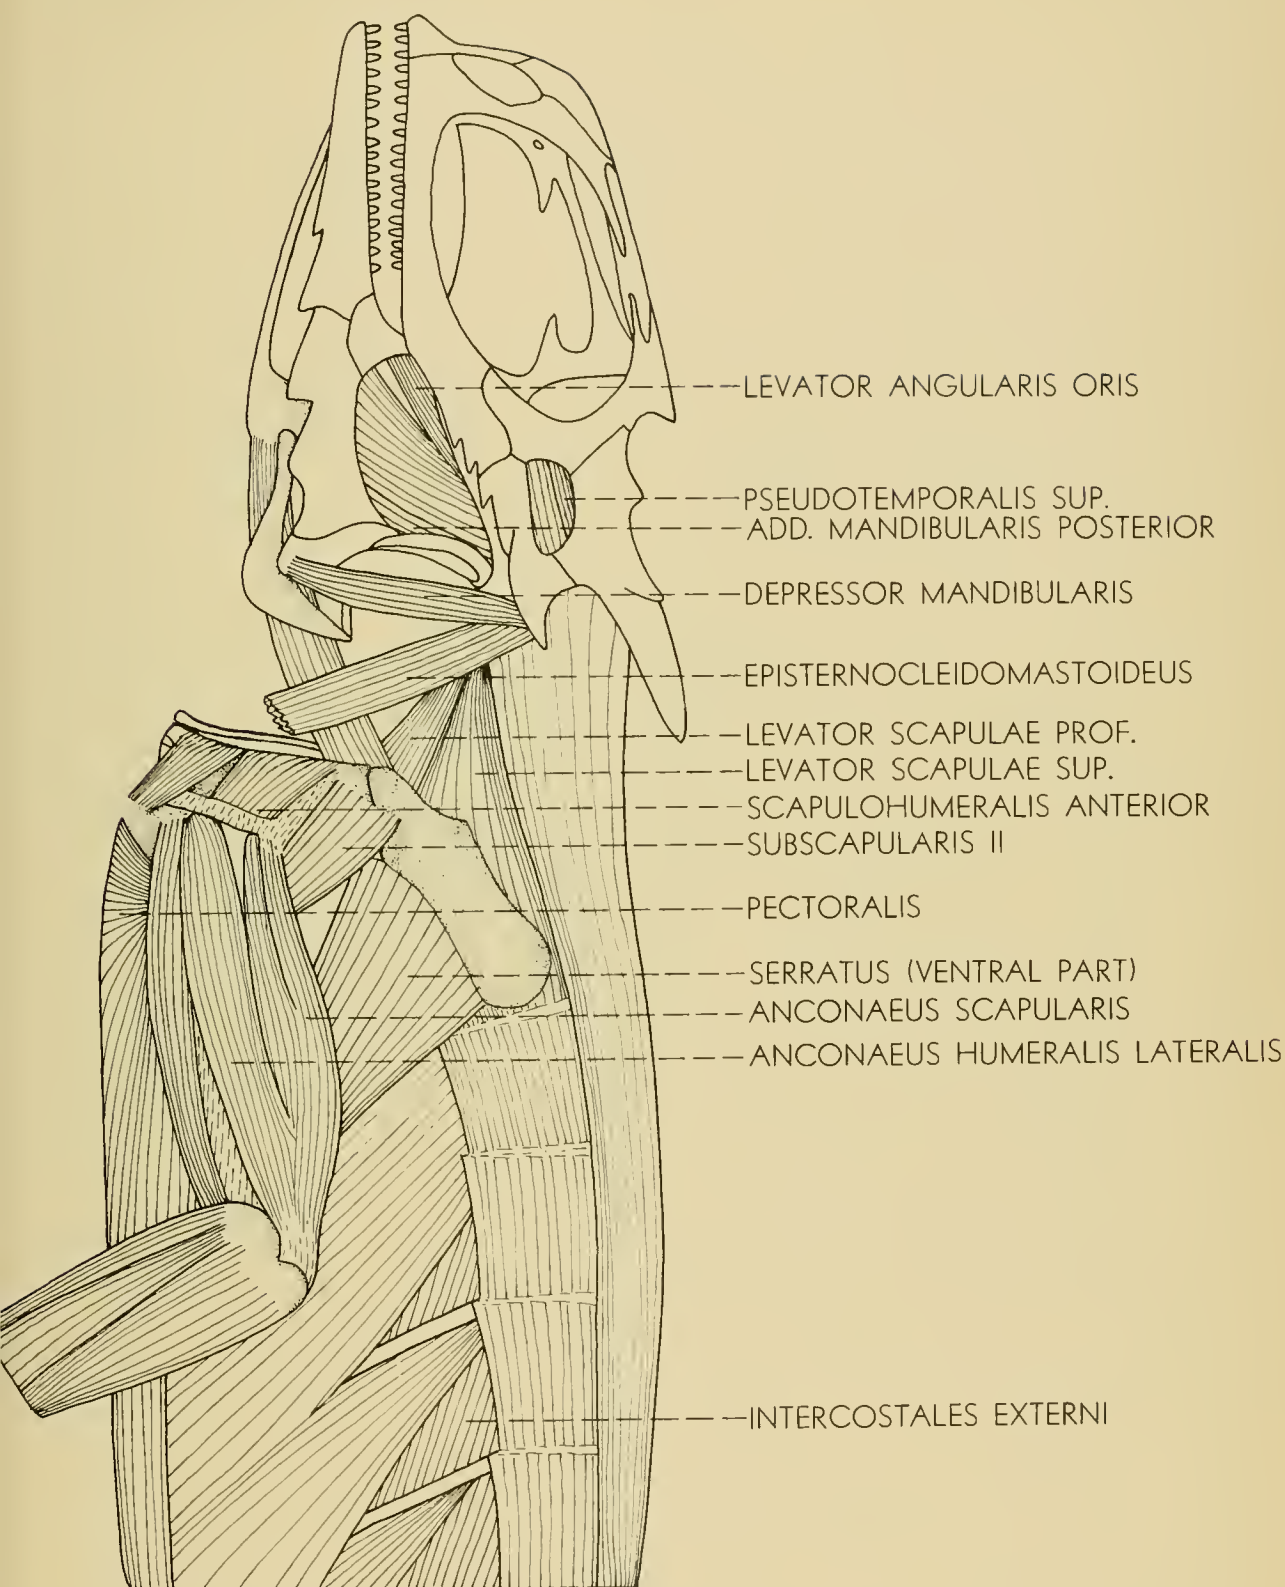 LEVATOR ANGULARIS ORIS
PSEUDOTEMPORALIS SUP.
ADD. MANDIBULARIS POSTERIOR
DEPRESSOR MANDIBULARIS
EPISTERNOCLEIDOMASTOIDEUS
LEVATOR SCAPULAE PROF.
LEVATOR SCAPULAE SUP.
SCAPULOHUMERALIS ANTERIOR
SUBSCAPULARIS II
PECTORALIS
SERRATUS (VENTRAL PART)
ANCONAEUS SCAPULARIS
ANCONAEUS HUMERALIS LATERALIS
INTERCOSTALES EXTERNI